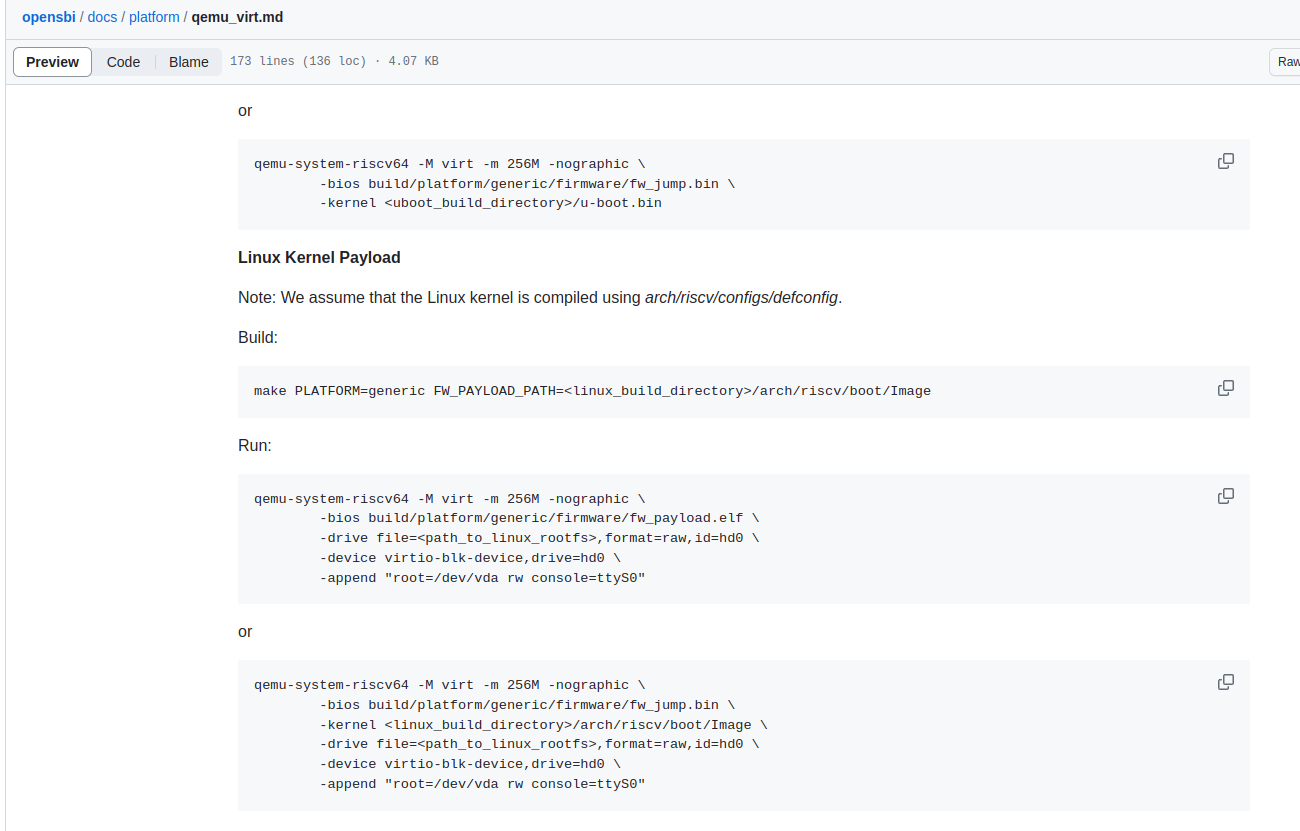 opensbi / docs / platform / qemu_virt.md
Preview Code Blame 173 lines (136 loc) · 4.07 KB Raw
or
qemu-system-riscv64 -M virt -m 256M -nographic \
        -bios build/platform/generic/firmware/fw_jump.bin \
        -kernel <uboot_build_directory>/u-boot.bin
Linux Kernel Payload
Note: We assume that the Linux kernel is compiled using arch/riscv/configs/defconfig.
Build:
make PLATFORM=generic FW_PAYLOAD_PATH=<linux_build_directory>/arch/riscv/boot/Image
Run:
qemu-system-riscv64 -M virt -m 256M -nographic \
        -bios build/platform/generic/firmware/fw_payload.elf \
        -drive file=<path_to_linux_rootfs>,format=raw,id=hd0 \
        -device virtio-blk-device,drive=hd0 \
        -append "root=/dev/vda rw console=ttyS0"
or
qemu-system-riscv64 -M virt -m 256M -nographic \
        -bios build/platform/generic/firmware/fw_jump.bin \
        -kernel <linux_build_directory>/arch/riscv/boot/Image \
        -drive file=<path_to_linux_rootfs>,format=raw,id=hd0 \
        -device virtio-blk-device,drive=hd0 \
        -append "root=/dev/vda rw console=ttyS0"